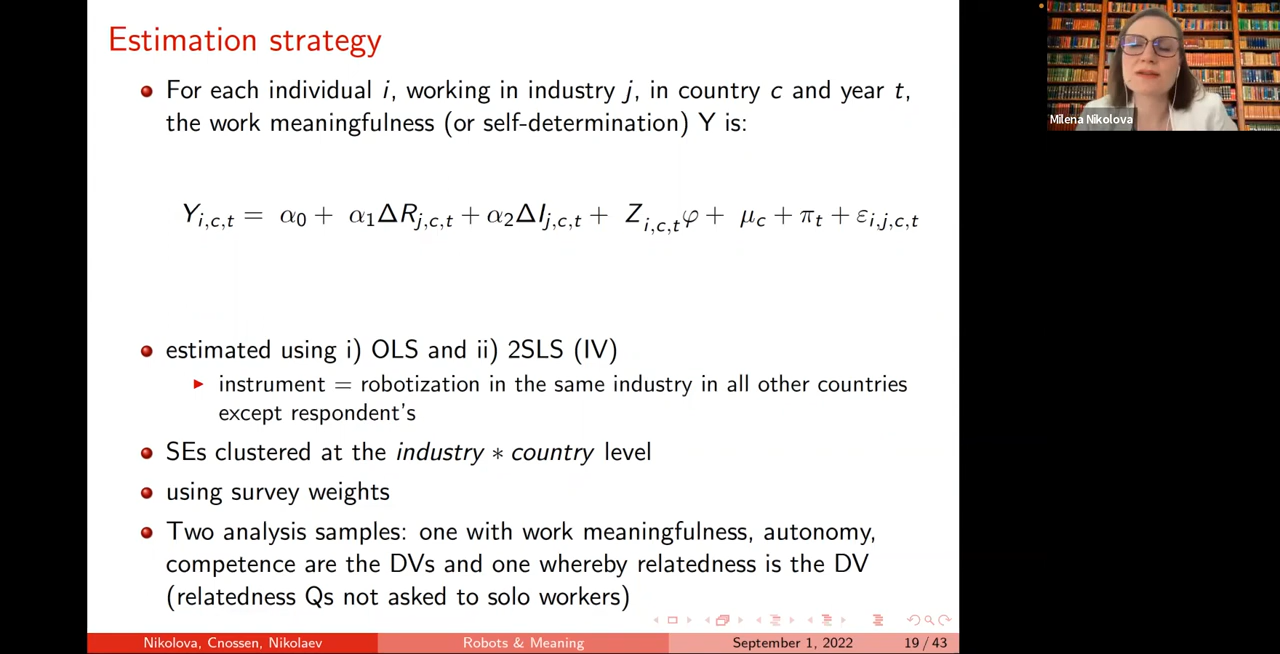 Estimation strategy
For each individual i, working in industry j, in country c and year t,
the work meaningfulness (or self-determination) Y is:
Y_{i,c,t} = α_0 + α_1ΔR_{j,c,t} + α_2ΔI_{j,c,t} + Z_{i,c,t}φ + μ_c + π_t + ε_{i,j,c,t}
estimated using i) OLS and ii) 2SLS (IV)
instrument = robotization in the same industry in all other countries
except respondent's
SEs clustered at the industry * country level
using survey weights
Two analysis samples: one with work meaningfulness, autonomy,
competence are the DVs and one whereby relatedness is the DV
(relatedness Qs not asked to solo workers)
Nikolova, Cnossen, Nikolaev
Robots & Meaning
September 1, 2022
19 / 43
Milena Nikolova